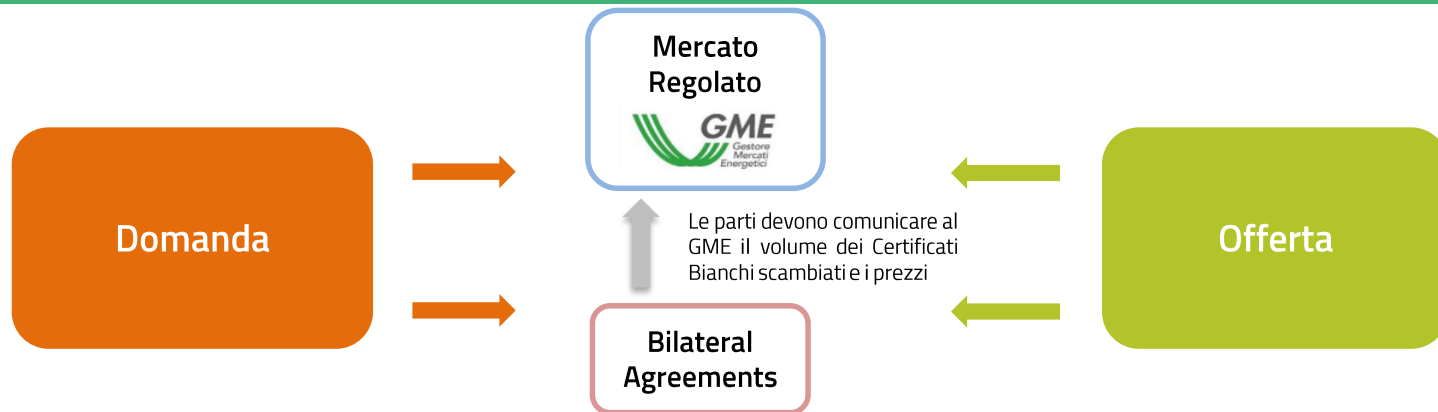 Mercato
Regolato
GME
Gestore
Mercati
Energetici
Domanda
Le parti devono comunicare al
GME il volume dei Certificati
Bianchi scambiati e i prezzi
Offerta
Bilateral
Agreements